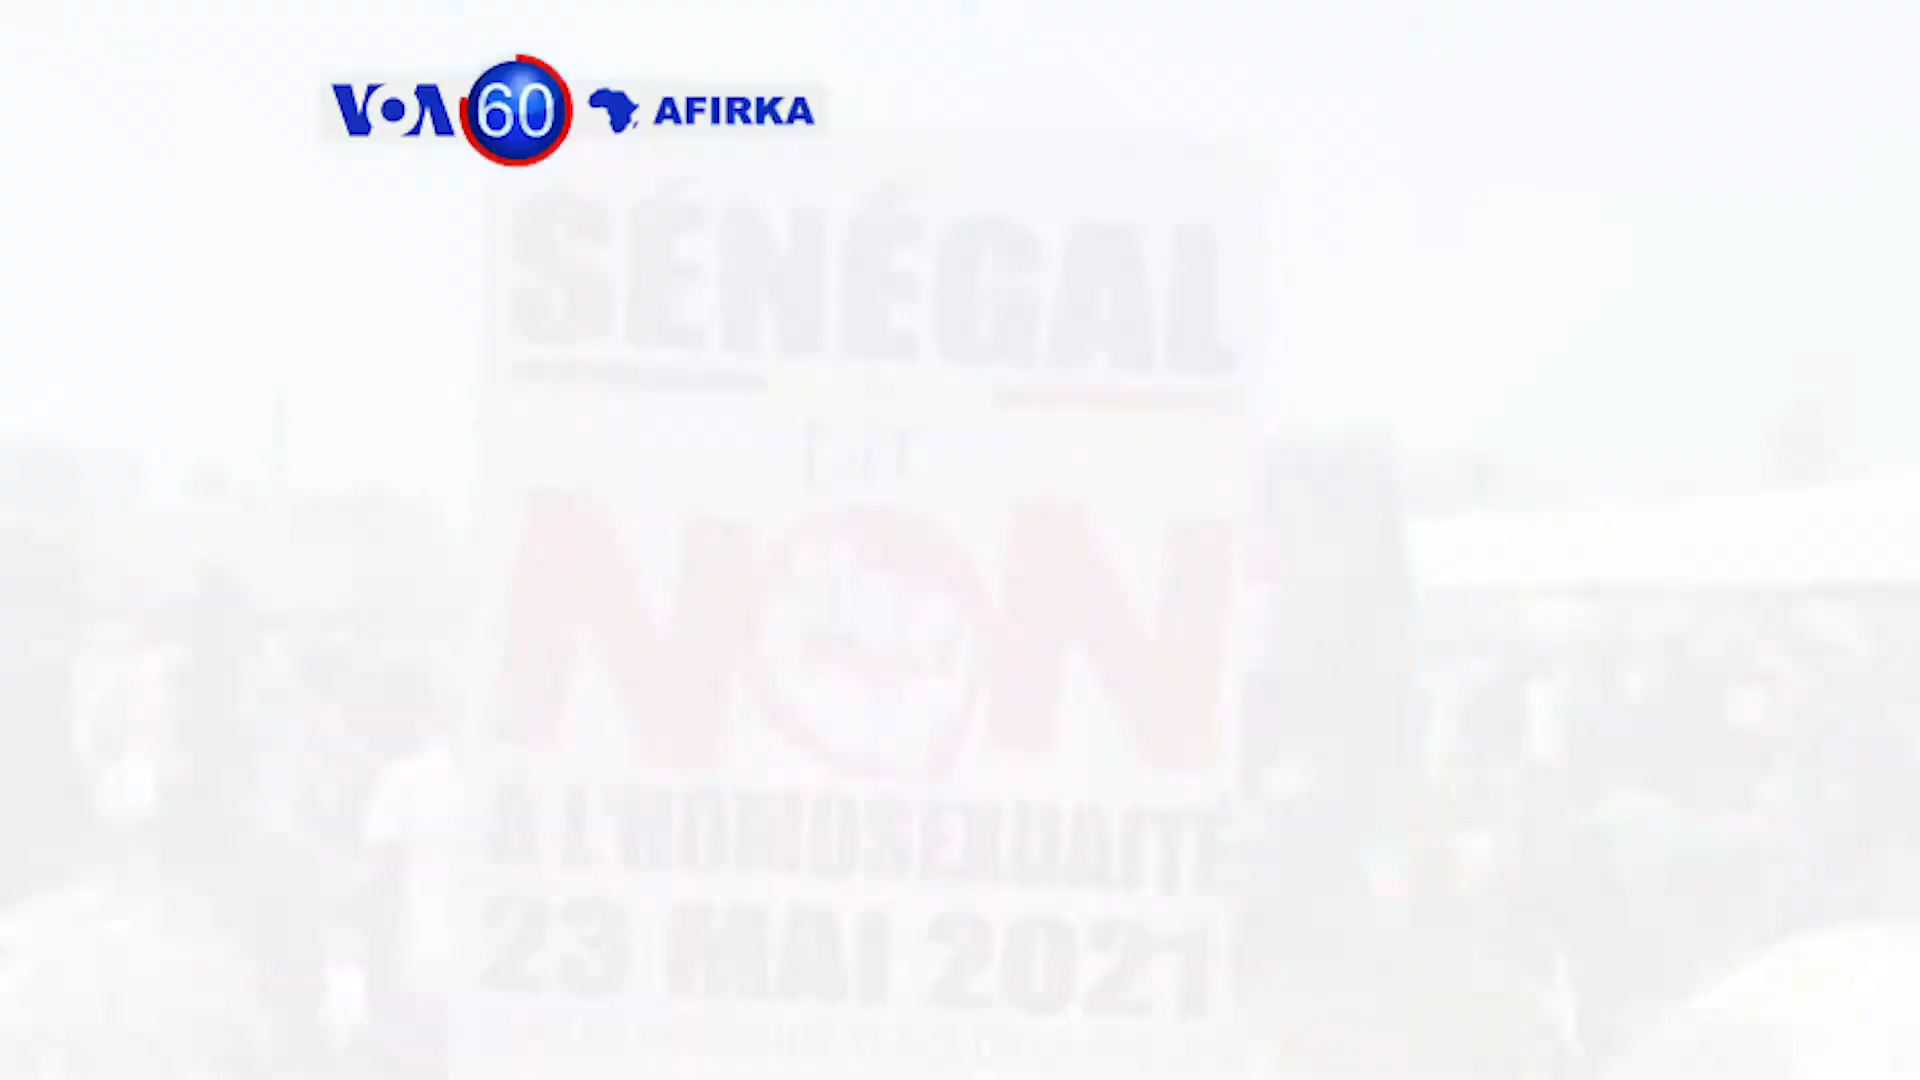 VOA 60 AFIRKA
SÉNÉGAL
NON
À L'HOMOSEXUALITÉ
23 MAI 2021